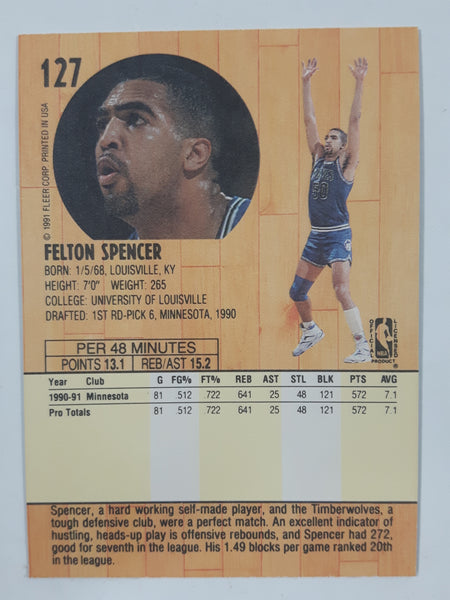 127
© 1991 FLEER CORP. PRINTED IN USA
FELTON SPENCER
BORN: 1/5/68, LOUISVILLE, KY
HEIGHT: 7'0" WEIGHT: 265
COLLEGE: UNIVERSITY OF LOUISVILLE
DRAFTED: 1ST RD-PICK 6, MINNESOTA, 1990
50
OFFICIAL LICENSED
NBA
PRODUCT ®
PER 48 MINUTES
POINTS 13.1 REB/AST 15.2
Year Club G FG% FT% REB AST STL BLK PTS AVG
1990-91 Minnesota 81 .512 .722 641 25 48 121 572 7.1
Pro Totals 81 .512 .722 641 25 48 121 572 7.1
Spencer, a hard working self-made player, and the Timberwolves, a
tough defensive club, were a perfect match. An excellent indicator of
hustling, heads-up play is offensive rebounds, and Spencer had 272,
good for seventh in the league. His 1.49 blocks per game ranked 20th
in the league.